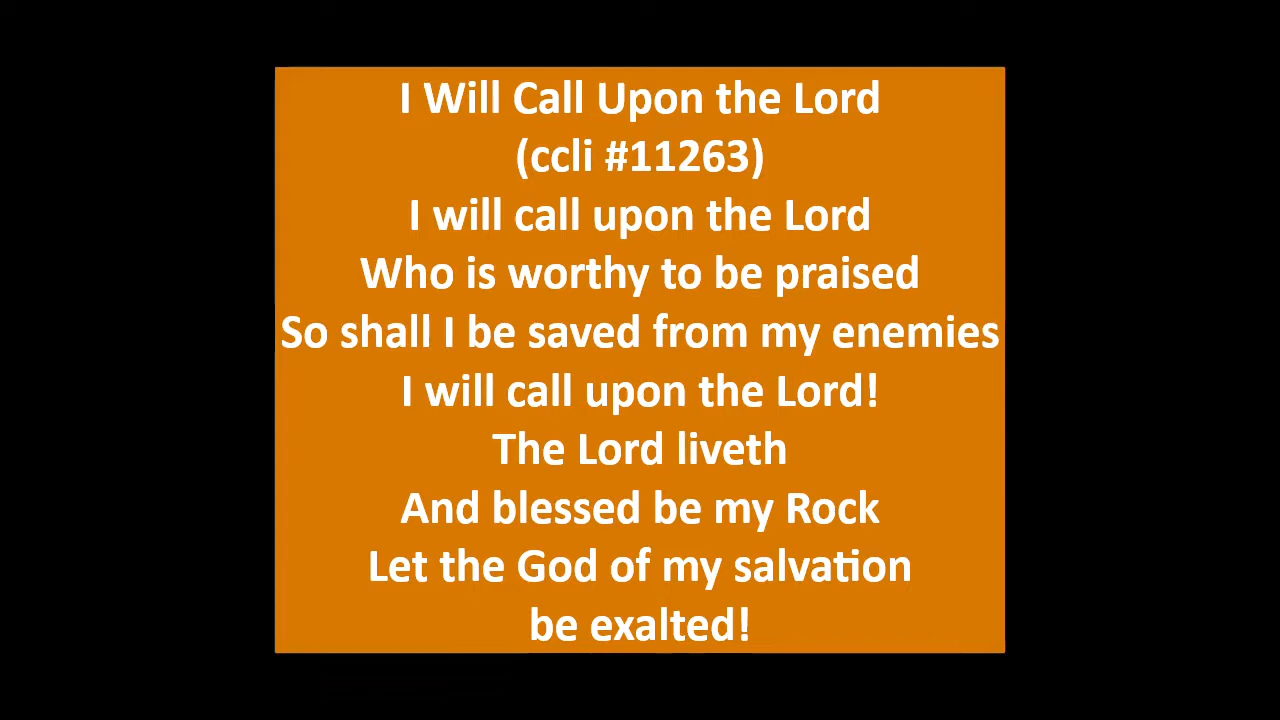 I Will Call Upon the Lord
(ccli #11263)
I will call upon the Lord
Who is worthy to be praised
So shall I be saved from my enemies
I will call upon the Lord!
The Lord liveth
And blessed be my Rock
Let the God of my salvation
be exalted!